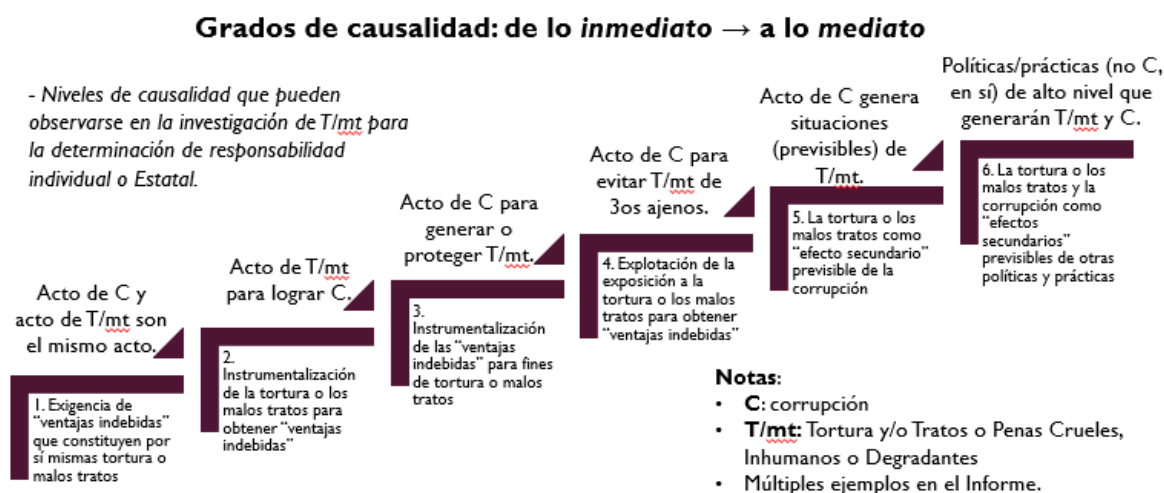 Grados de causalidad: de lo inmediato → a lo mediato
- Niveles de causalidad que pueden
observarse en la investigación de T/mt para
la determinación de responsabilidad
individual o Estatal.
Acto de C y
acto de T/mt son
el mismo acto.
1. Exigencia de
“ventajas indebidas”
que constituyen por
sí mismas tortura o
malos tratos
Acto de T/mt
para lograr C.
2.
Instrumentalización
de la tortura o los
malos tratos para
obtener “ventajas
indebidas”
Acto de C para
generar o
proteger T/mt.
3.
Instrumentalización
de las “ventajas
indebidas” para fines
de tortura o malos
tratos
Acto de C para
evitar T/mt de
3os ajenos.
4. Explotación de la
exposición a la
tortura o los malos
tratos para obtener
“ventajas indebidas”
Acto de C genera
situaciones
(previsibles) de
T/mt.
5. La tortura o los
malos tratos como
“efecto secundario”
previsible de la
corrupción
Políticas/prácticas (no C,
en sí) de alto nivel que
generarán T/mt y C.
6. La tortura o los
malos tratos y la
corrupción como
“efectos
secundarios”
previsibles de otras
políticas y prácticas
Notas:
• C: corrupción
• T/mt: Tortura y/o Tratos o Penas Crueles,
Inhumanos o Degradantes
• Múltiples ejemplos en el Informe.